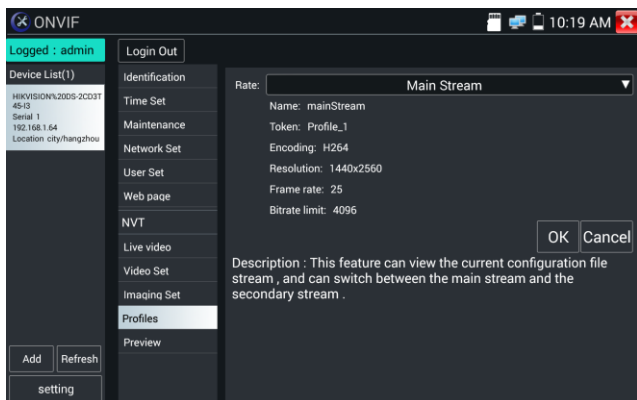 ONVIF
10:19 AM
Logged : admin
Login Out
Device List(1)
HIKVISION%20DS-2CD3T
45-I3
Serial 1
192.168.1.64
Location city/hangzhou
Add
Refresh
setting
Identification
Time Set
Maintenance
Network Set
User Set
Web page
NVT
Live video
Video Set
Imaging Set
Profiles
Preview
Rate:
Main Stream
Name: mainStream
Token: Profile_1
Encoding: H264
Resolution: 1440x2560
Frame rate: 25
Bitrate limit: 4096
OK
Cancel
Description : This feature can view the current configuration file
stream , and can switch between the main stream and the
secondary stream .